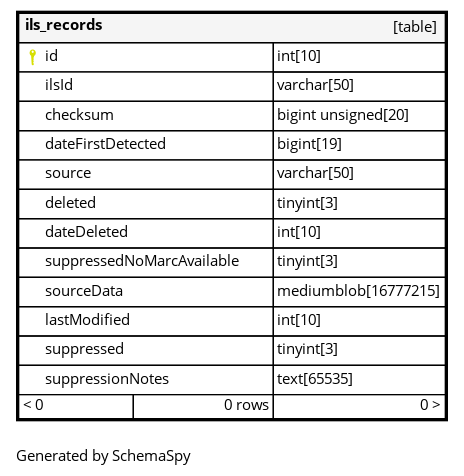 ils_records [table]
id int[10]
ilsId varchar[50]
checksum bigint unsigned[20]
dateFirstDetected bigint[19]
source varchar[50]
deleted tinyint[3]
dateDeleted int[10]
suppressedNoMarcAvailable tinyint[3]
sourceData mediumblob[16777215]
lastModified int[10]
suppressed tinyint[3]
suppressionNotes text[65535]
< 0 0 rows 0 >
Generated by SchemaSpy